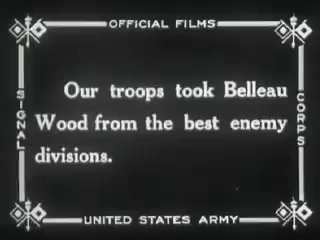 OFFICIAL FILMS
SIGNAL
CORPS
Our troops took Belleau
Wood from the best enemy
divisions.
UNITED STATES ARMY